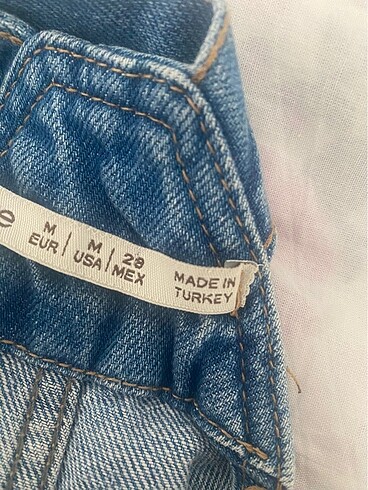 e
M | M | 28
EUR | USA | MEX
MADE IN
TURKEY